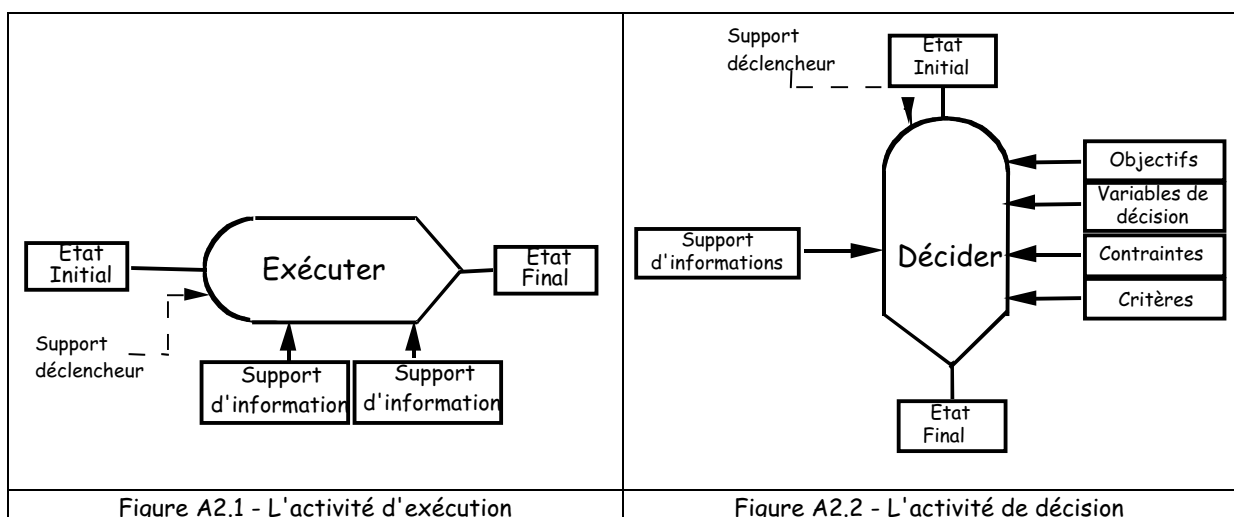 Etat
Initial
Exécuter
Etat
Final
Support
déclencheur
Support
d'information
Support
d'information
Figure A2.1 - L'activité d'exécution
Support
déclencheur
Etat
Initial
Objectifs
Variables de
décision
Support
d'informations
Décider
Contraintes
Critères
Etat
Final
Figure A2.2 - L'activité de décision